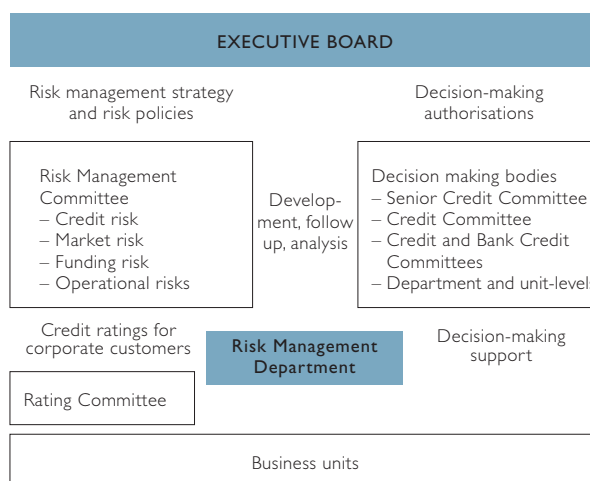 EXECUTIVE BOARD
Risk management strategy
and risk policies
Decision-making
authorisations
Risk Management
Committee
– Credit risk
– Market risk
– Funding risk
– Operational risks
Develop-
ment, follow
up, analysis
Decision making bodies
– Senior Credit Committee
– Credit Committee
– Credit and Bank Credit
Committees
– Department and unit-levels
Credit ratings for
corporate customers
Risk Management
Department
Decision-making
support
Rating Committee
Business units